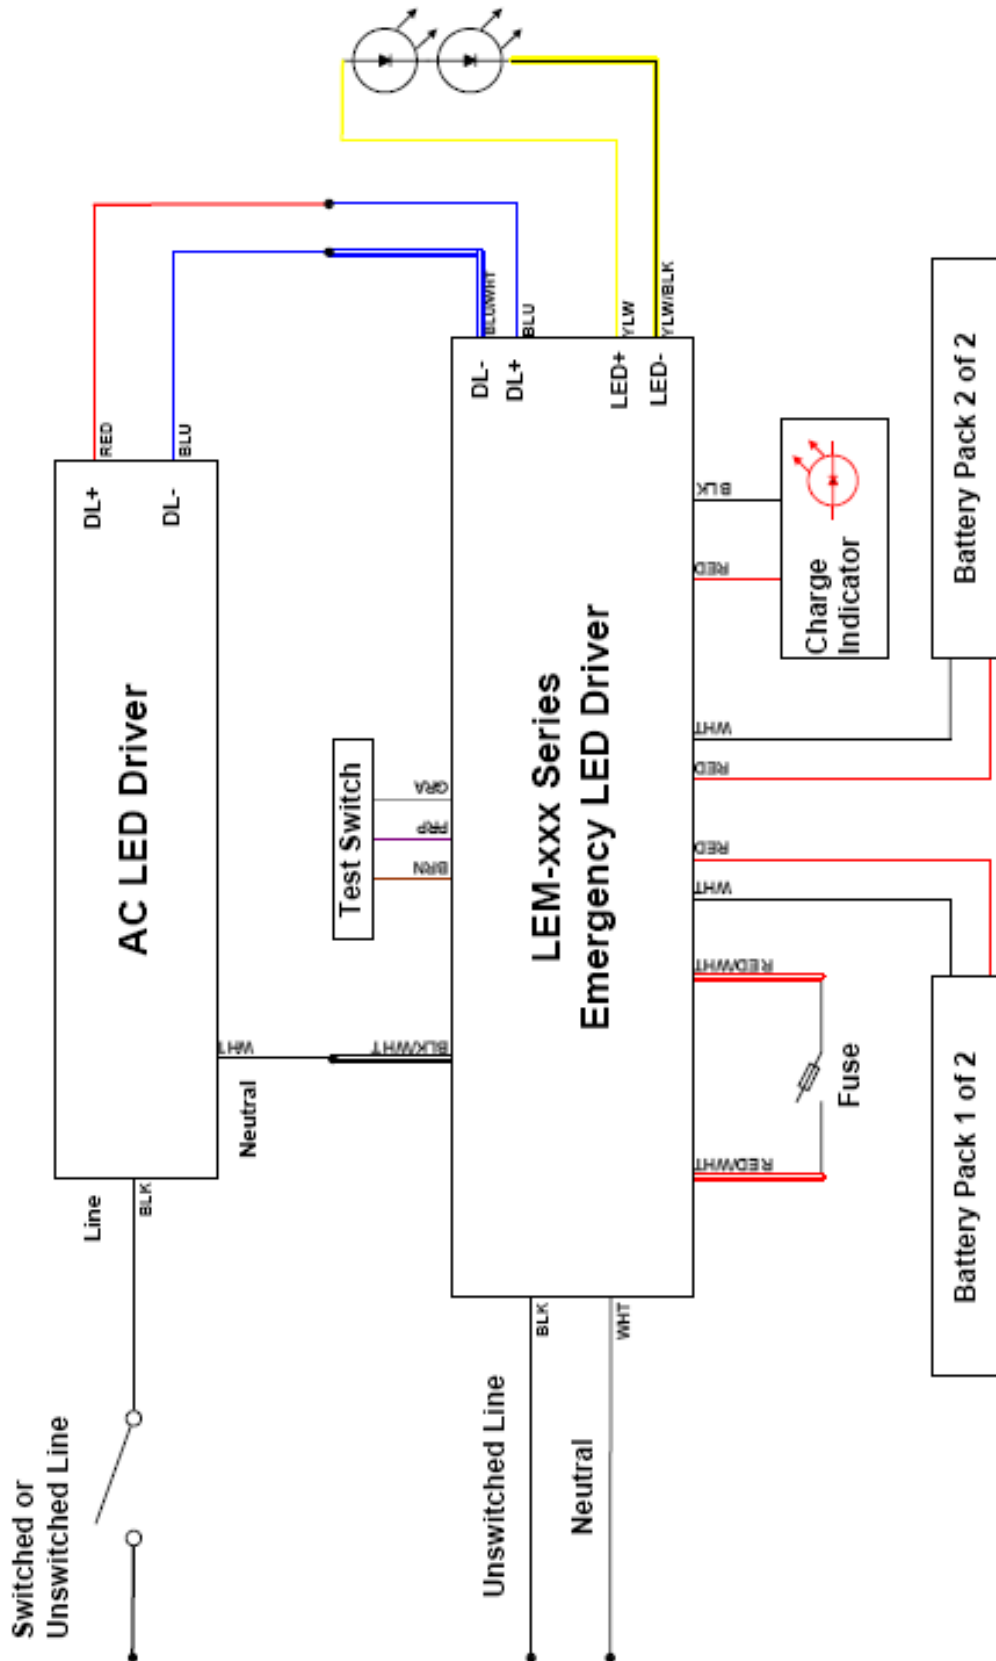 Switched or
Unswitched Line
Line
BLK
AC LED Driver
DL+
DL-
RED
BLU
WHT
Neutral
BLK/WHT
Test Switch
BRN
PRP
GRA
BLU/WHT
BLU
YLW
YLW/BLK
DL-
DL+
LED+
LED-
LEM-xxx Series
Emergency LED Driver
Unswitched Line
BLK
Neutral
WHT
RED/WHT
RED/WHT
Fuse
WHT
RED
RED
WHT
RED
BLK
Charge
Indicator
Battery Pack 1 of 2
Battery Pack 2 of 2